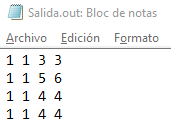 Salida.out: Bloc de notas
Archivo Edición Formato
1 1 3 3
1 1 5 6
1 1 4 4
1 1 4 4